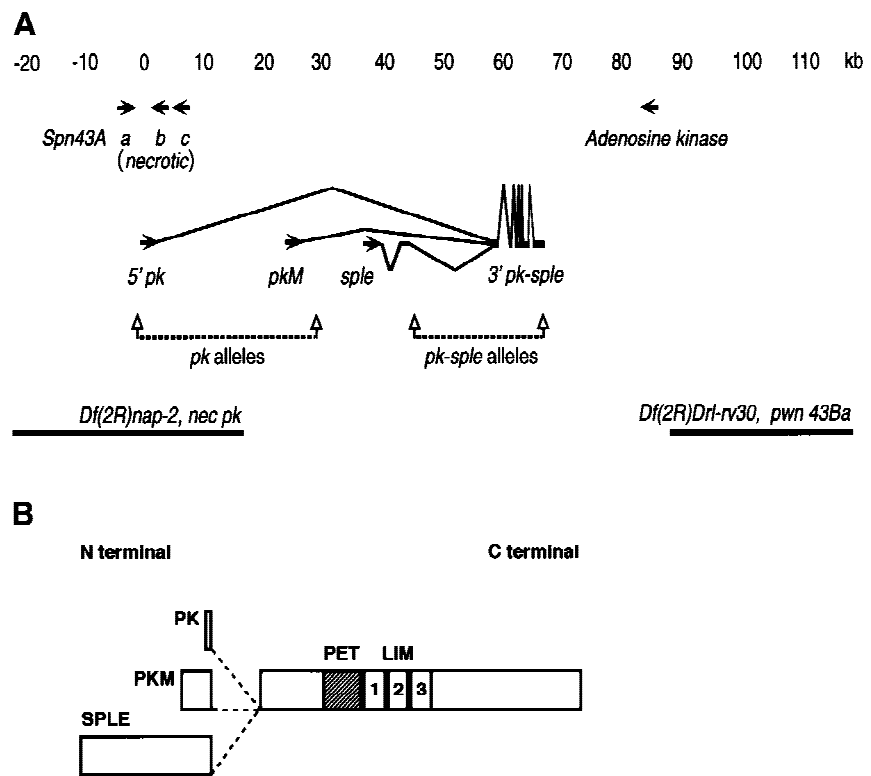 A
-20 -10 0 10 20 30 40 50 60 70 80 90 100 110 kb
Spn43A a b c Adenosine kinase
(necrotic)
5' pk pkM sple 3' pk-sple
pk alleles pk-sple alleles
Df(2R)nap-2, nec pk Df(2R)Drl-rv30, pwn 43Ba
B
N terminal C terminal
PK
PET LIM
PKM 1 2 3
SPLE